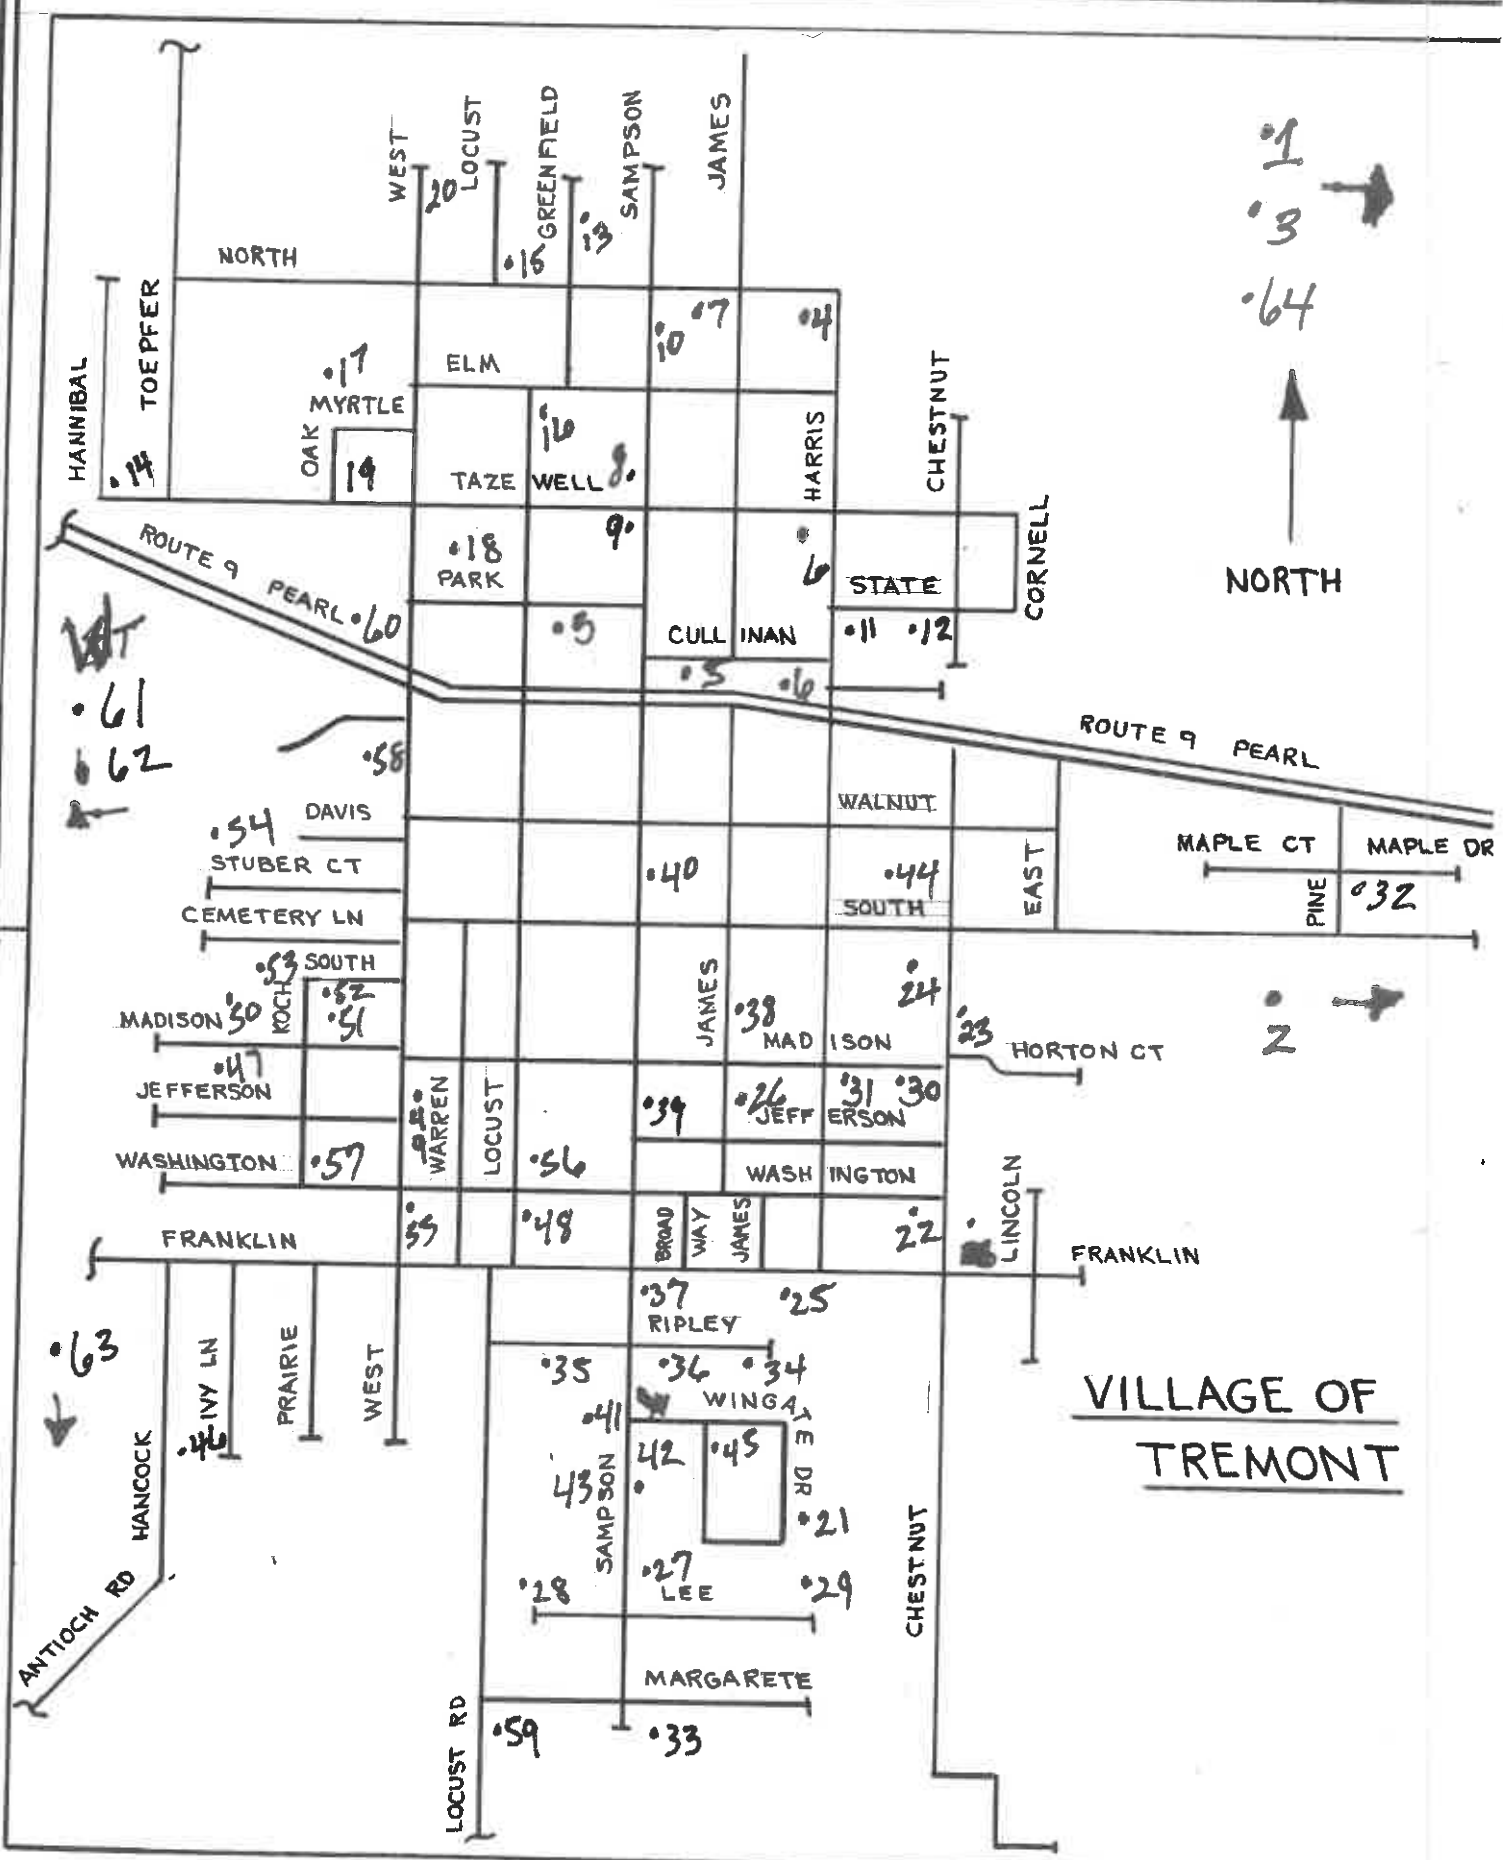 WEST
LOCUST
GREENFIELD
SAMPSON
JAMES
.1
.3
.64
20
.13
.15
NORTH
HANNIBAL
TOEPFER
.10
.7
.4
.17
ELM
MYRTLE
OAK
19
.16
HARRIS
CHESTNUT
.14
TAZEWELL
8.
9.
CORNELL
NORTH
ROUTE 9 PEARL
.18
PARK
.6
STATE
.60
.5
CULLINAN
.11
.12
.5
.6
.61
.62
.58
ROUTE 9 PEARL
DAVIS
WALNUT
.54
STUBER CT
.40
.44
EAST
MAPLE CT
MAPLE DR
PINE
.32
CEMETERY LN
SOUTH
.53
SOUTH
.52
KOCH
.51
MADISON
.50
JAMES
.38
.24
MADISON
.23
HORTON CT
.2
.47
JEFFERSON
WARREN
LOCUST
.39
.26
.31
.30
JEFFERSON
WASHINGTON
.57
.56
WASHINGTON
LINCOLN
.55
.48
BROADWAY
JAMES
.22
FRANKLIN
FRANKLIN
.37
.25
RIPLEY
.63
IVY LN
PRAIRIE
WEST
.35
.36
.34
WINGATE DR
.41
.46
42
.45
43
SAMPSON
HANCOCK
.21
VILLAGE OF
TREMONT
.27
.28
LEE
.29
CHESTNUT
ANTIOCH RD
MARGARETE
LOCUST RD
.59
.33